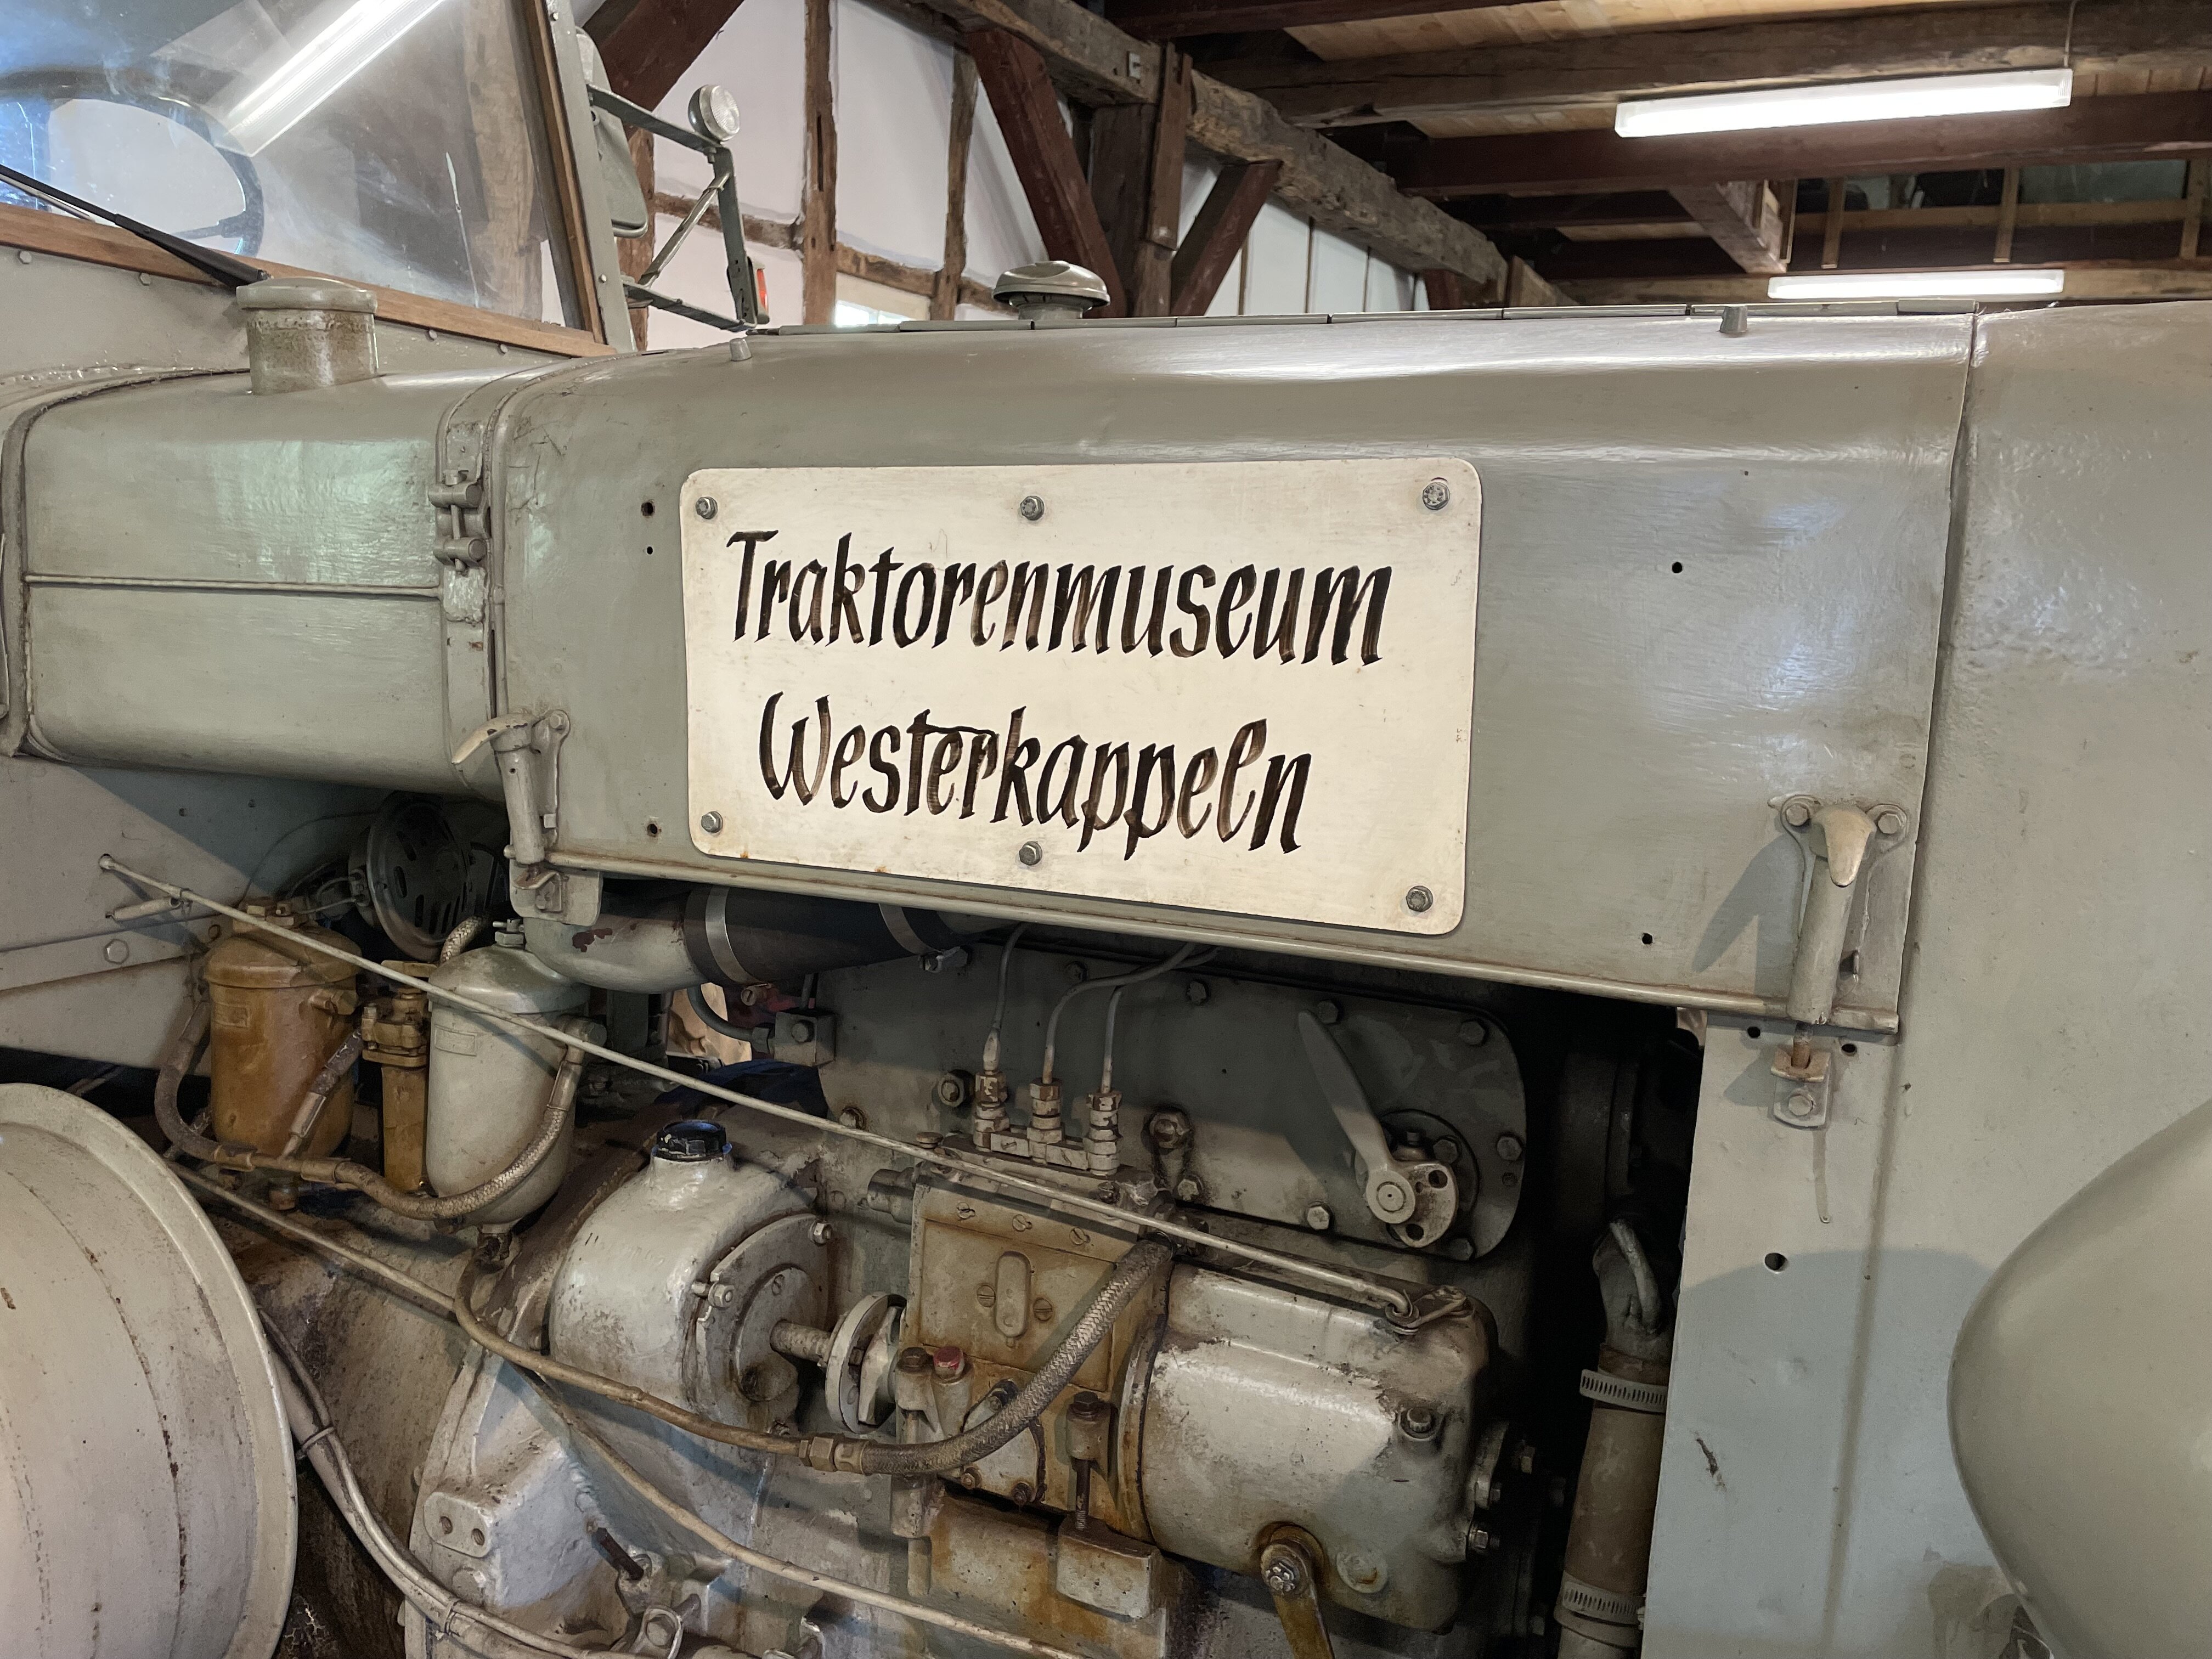 Traktorenmuseum
Westerkappeln